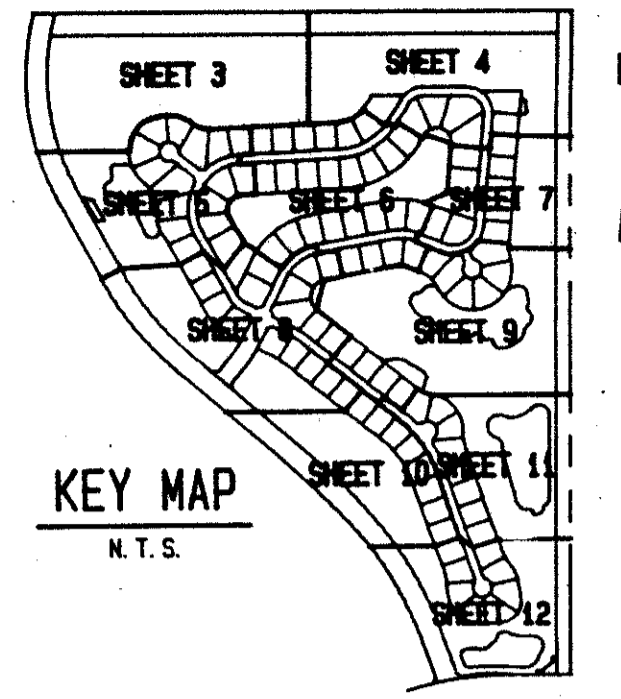 SHEET 3
SHEET 4
SHEET 5
SHEET 6
SHEET 7
SHEET 8
SHEET 9
SHEET 10
SHEET 11
KEY MAP
N. T. S.
SHEET 12